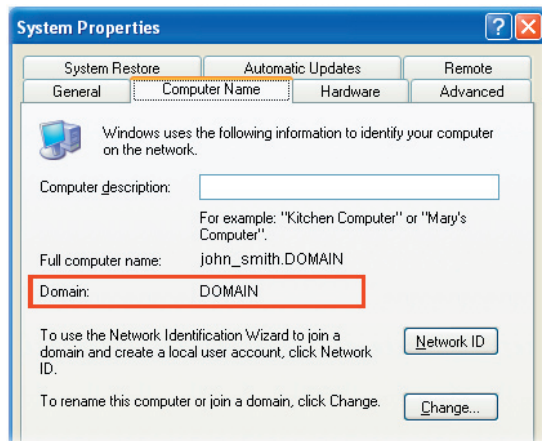 System Properties
System Restore Automatic Updates Remote
General Computer Name Hardware Advanced
Windows uses the following information to identify your computer
on the network.
Computer description:
For example: "Kitchen Computer" or "Mary's
Computer".
Full computer name: john_smith.DOMAIN
Domain: DOMAIN
To use the Network Identification Wizard to join a
domain and create a local user account, click Network
ID.
Network ID
To rename this computer or join a domain, click Change.
Change...